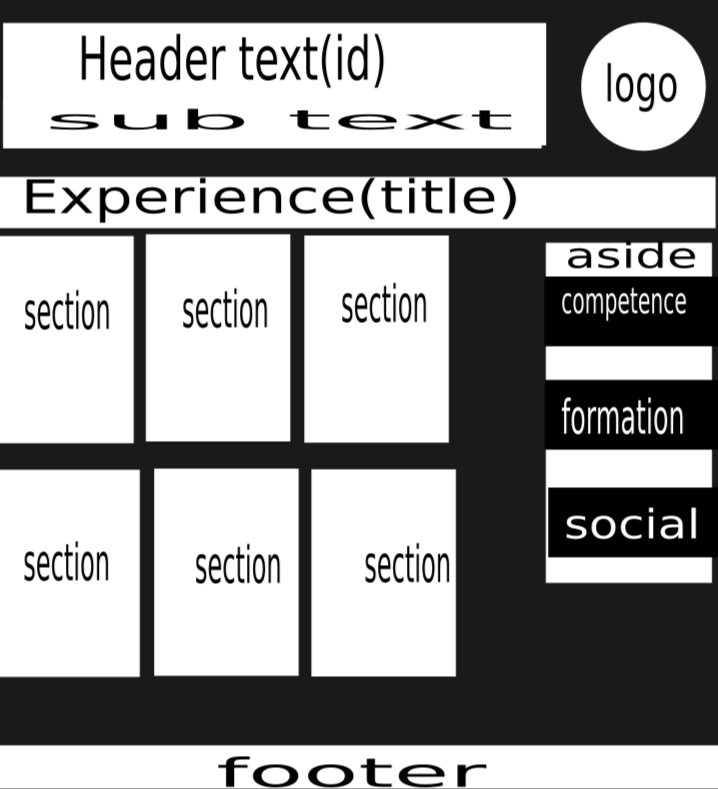 Header text(id)
sub text
logo
Experience(title)
section
section
section
aside
competence
formation
social
section
section
section
footer